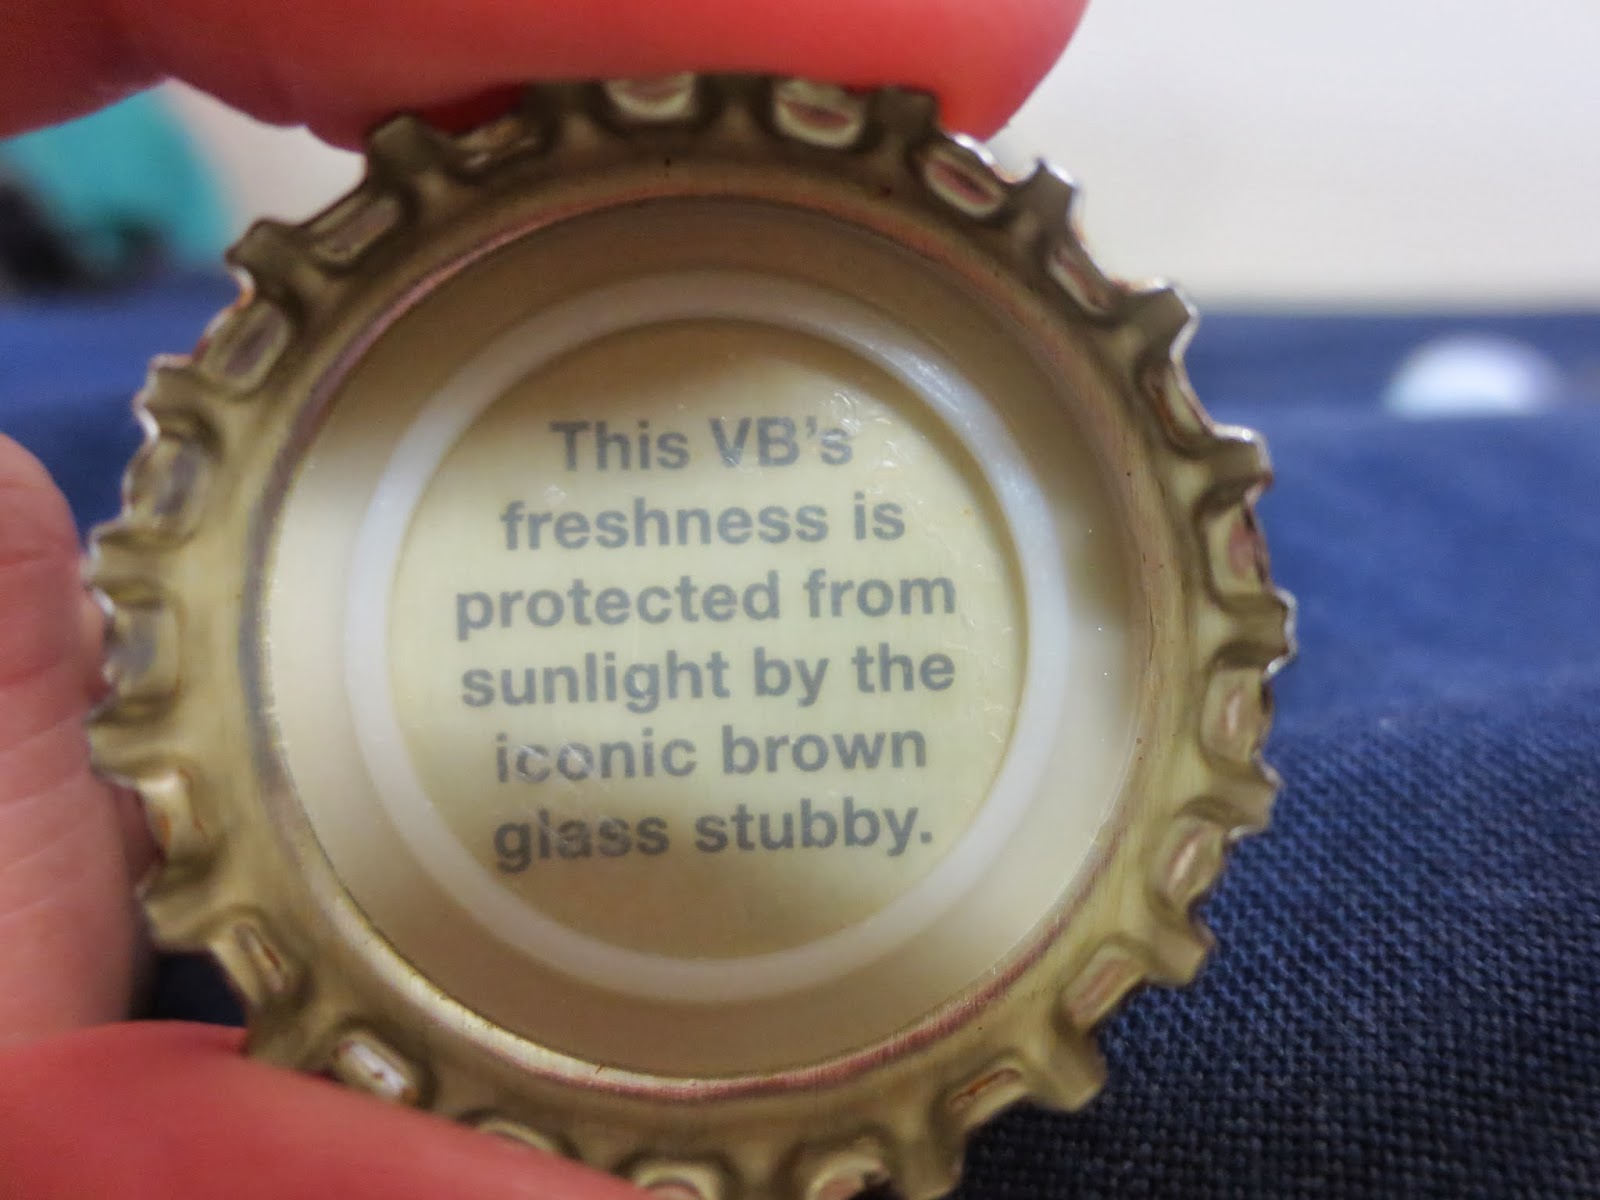 This VB's
freshness is
protected from
sunlight by the
iconic brown
glass stubby.